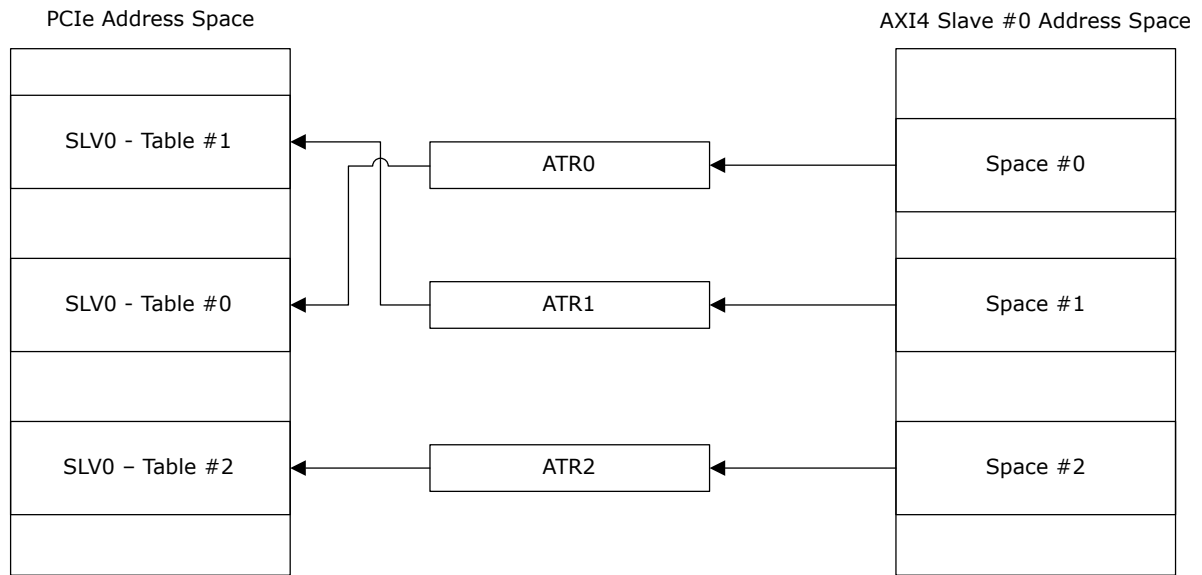 PCIe Address Space
AXI4 Slave #0 Address Space
SLV0 - Table #1
ATR0
Space #0
SLV0 - Table #0
ATR1
Space #1
SLV0 – Table #2
ATR2
Space #2